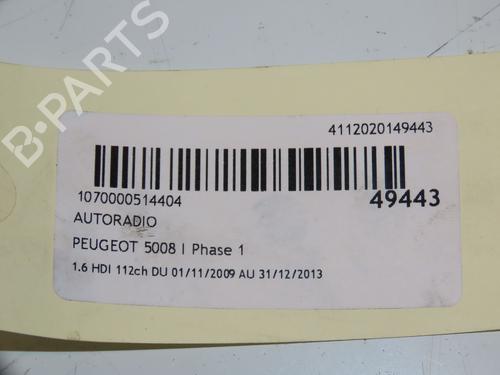 B-PARTS
4112020149443
1070000514404
49443
AUTORADIO
PEUGEOT 5008 I Phase 1
1.6 HDI 112ch DU 01/11/2009 AU 31/12/2013